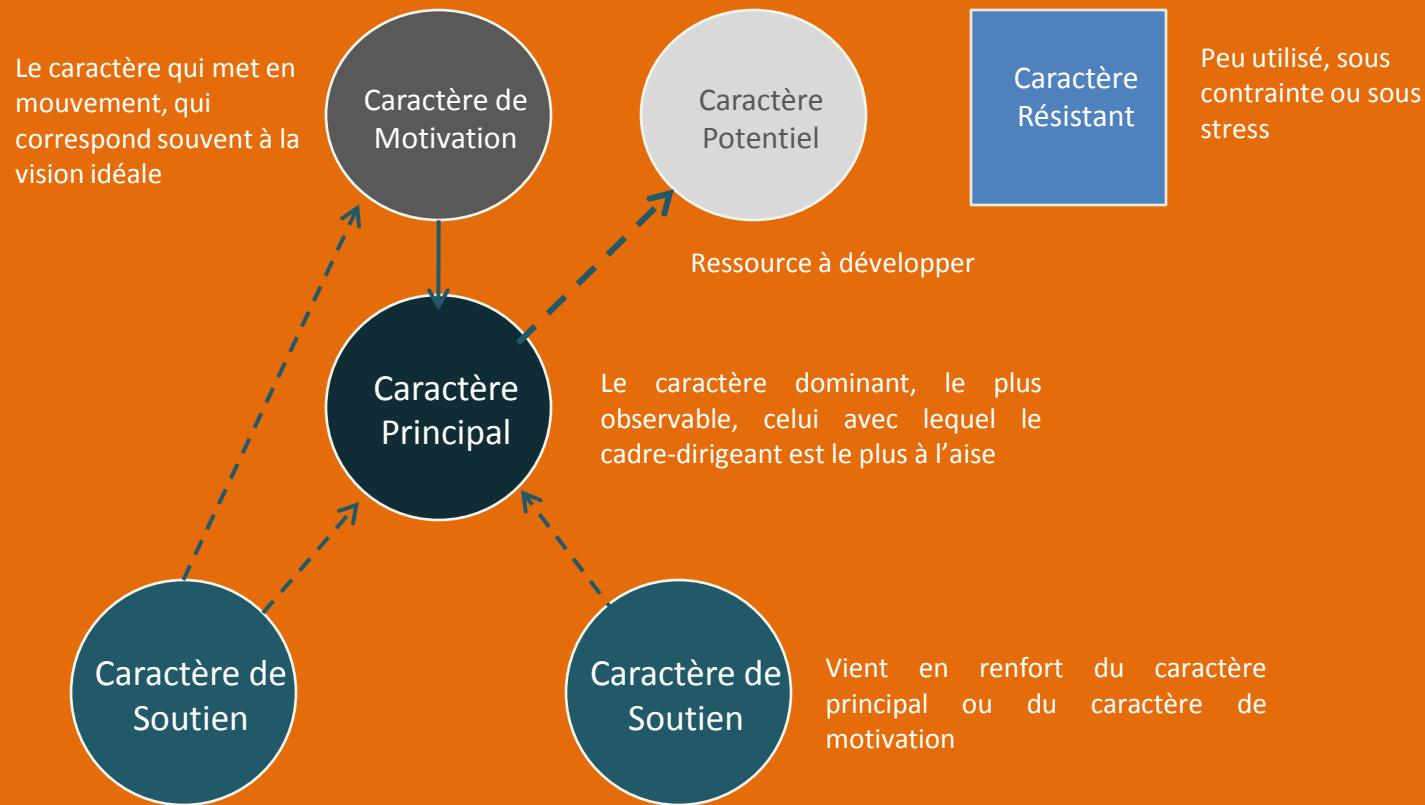 Le caractère qui met en
mouvement, qui
correspond souvent à la
vision idéale
Caractère de
Motivation
Caractère
Potentiel
Caractère
Résistant
Peu utilisé, sous
contrainte ou sous
stress
Ressource à développer
Caractère
Principal
Le caractère dominant, le plus
observable, celui avec lequel le
cadre-dirigeant est le plus à l’aise
Caractère de
Soutien
Caractère de
Soutien
Vient en renfort du caractère
principal ou du caractère de
motivation